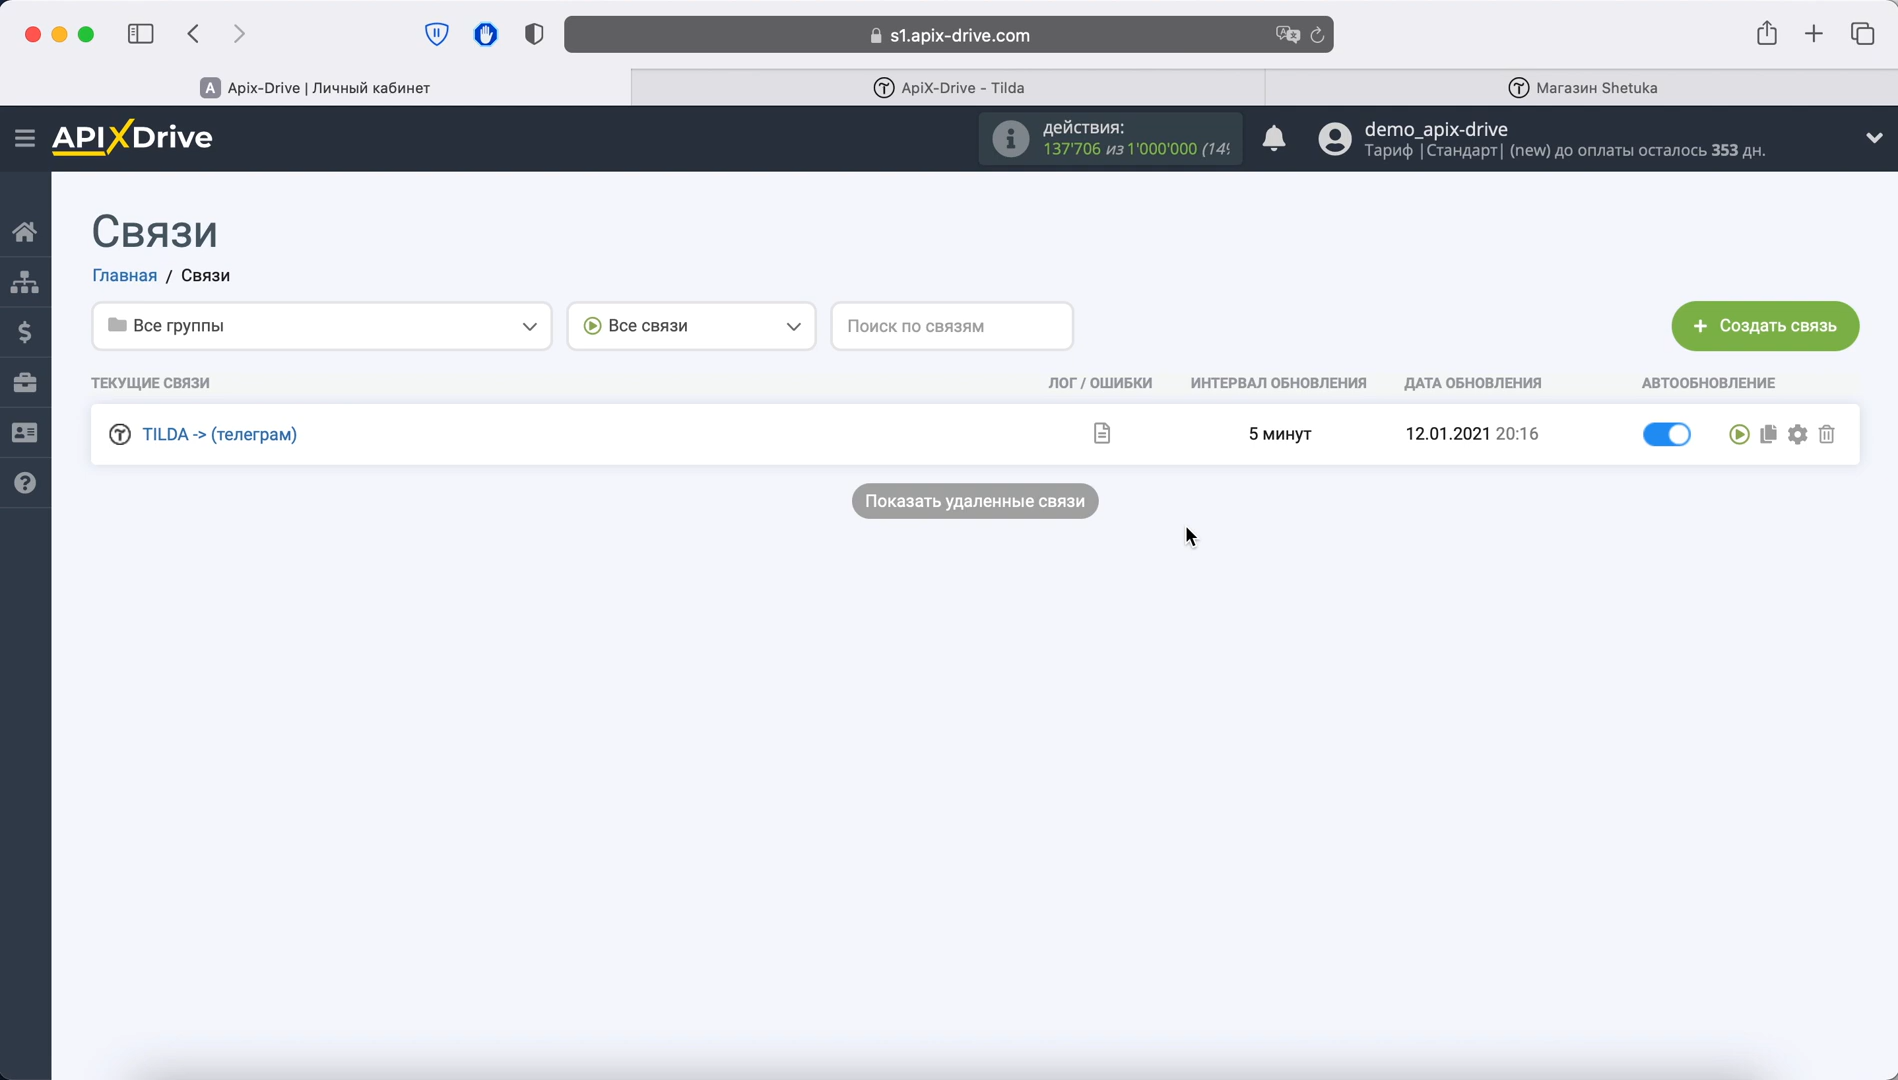 s1.apix-drive.com
A Apix-Drive | Личный кабинет
ApiX-Drive - Tilda
Магазин Shetuka
APIXDrive
действия:
137'706 из 1'000'000 (14%
demo_apix-drive
Тариф |Стандарт| (new) до оплаты осталось 353 дн.
Связи
Главная / Связи
Все группы
Все связи
Поиск по связям
+ Создать связь
ТЕКУЩИЕ СВЯЗИ
ЛОГ / ОШИБКИ
ИНТЕРВАЛ ОБНОВЛЕНИЯ
ДАТА ОБНОВЛЕНИЯ
АВТООБНОВЛЕНИЕ
TILDA -> (телеграм)
5 минут
12.01.2021 20:16
Показать удаленные связи